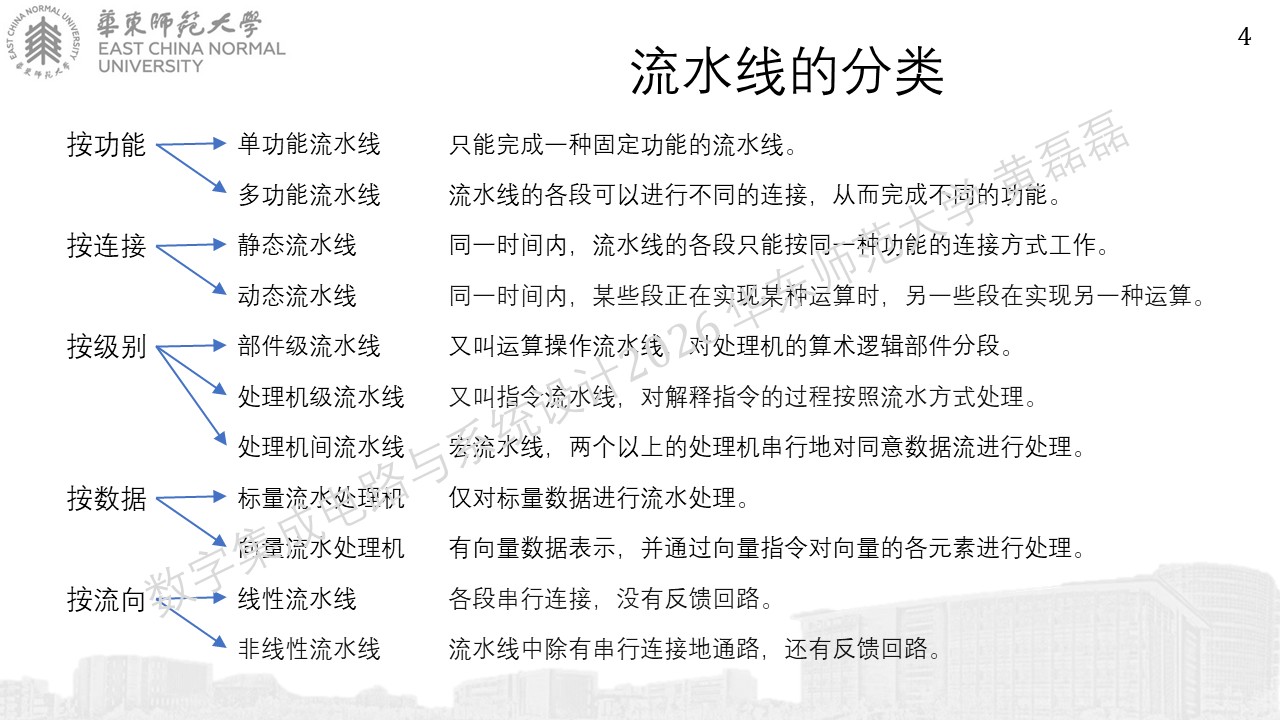 華東師范大學
EAST CHINA NORMAL
UNIVERSITY
EAST CHINA NORMAL UNIVERSITY
華東师范大学
4
流水线的分类
按功能 单功能流水线 只能完成一种固定功能的流水线。
多功能流水线 流水线的各段可以进行不同的连接，从而完成不同的功能。
按连接 静态流水线 同一时间内，流水线的各段只能按同一种功能的连接方式工作。
动态流水线 同一时间内，某些段正在实现某种运算时，另一些段在实现另一种运算。
按级别 部件级流水线 又叫运算操作流水线，对处理机的算术逻辑部件分段。
处理机级流水线 又叫指令流水线，对解释指令的过程按照流水方式处理。
处理机间流水线 宏流水线，两个以上的处理机串行地对同意数据流进行处理。
按数据 标量流水处理机 仅对标量数据进行流水处理。
向量流水处理机 有向量数据表示，并通过向量指令对向量的各元素进行处理。
按流向 线性流水线 各段串行连接，没有反馈回路。
非线性流水线 流水线中除有串行连接地通路，还有反馈回路。
数字集成电路与系统设计2026 华东师范大学 黄磊磊